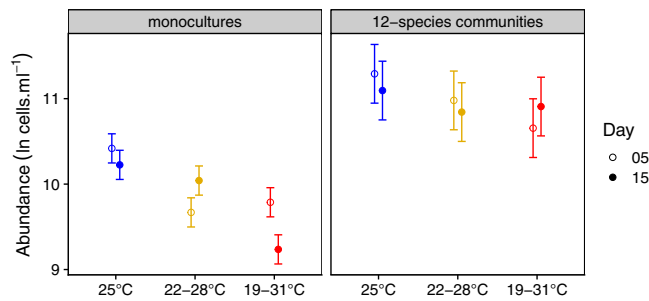 monocultures
12−species communities
Abundance (ln cells.ml⁻¹)
11
10
9
25°C
22−28°C
19−31°C
25°C
22−28°C
19−31°C
Day
05
15